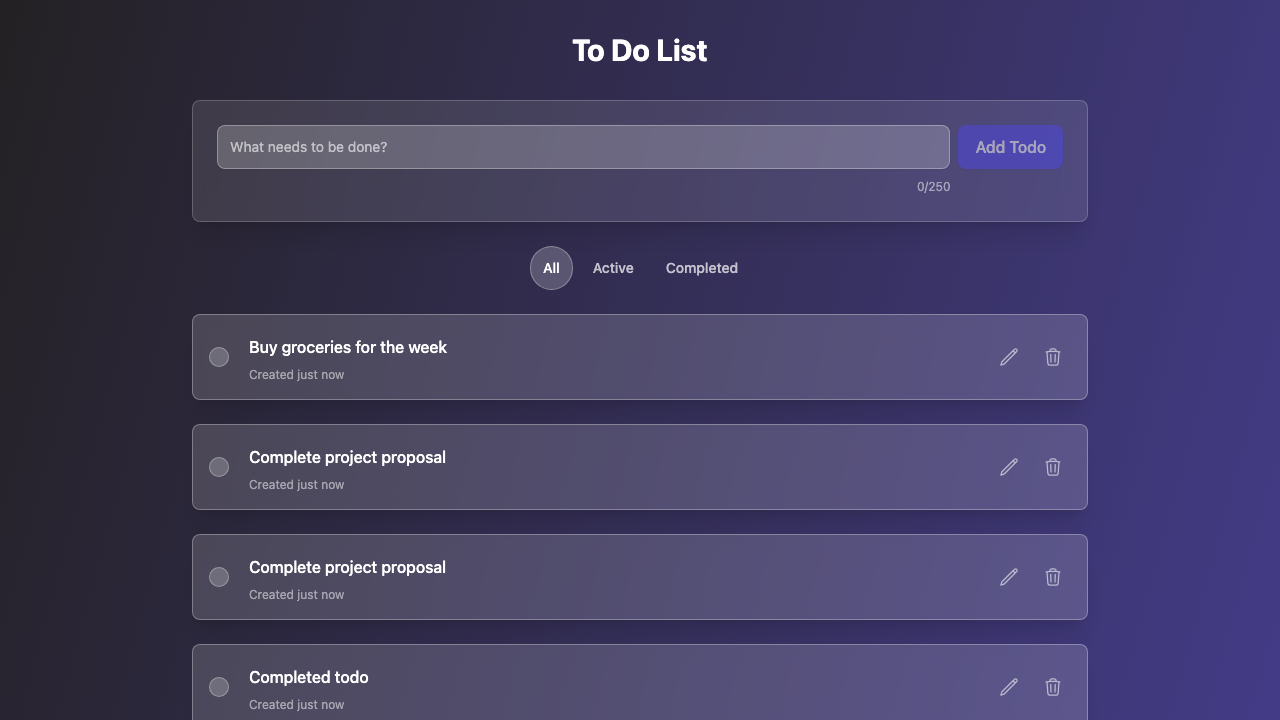 To Do List
What needs to be done?
Add Todo
0/250
All
Active
Completed
Buy groceries for the week
Created just now
Complete project proposal
Created just now
Complete project proposal
Created just now
Completed todo
Created just now